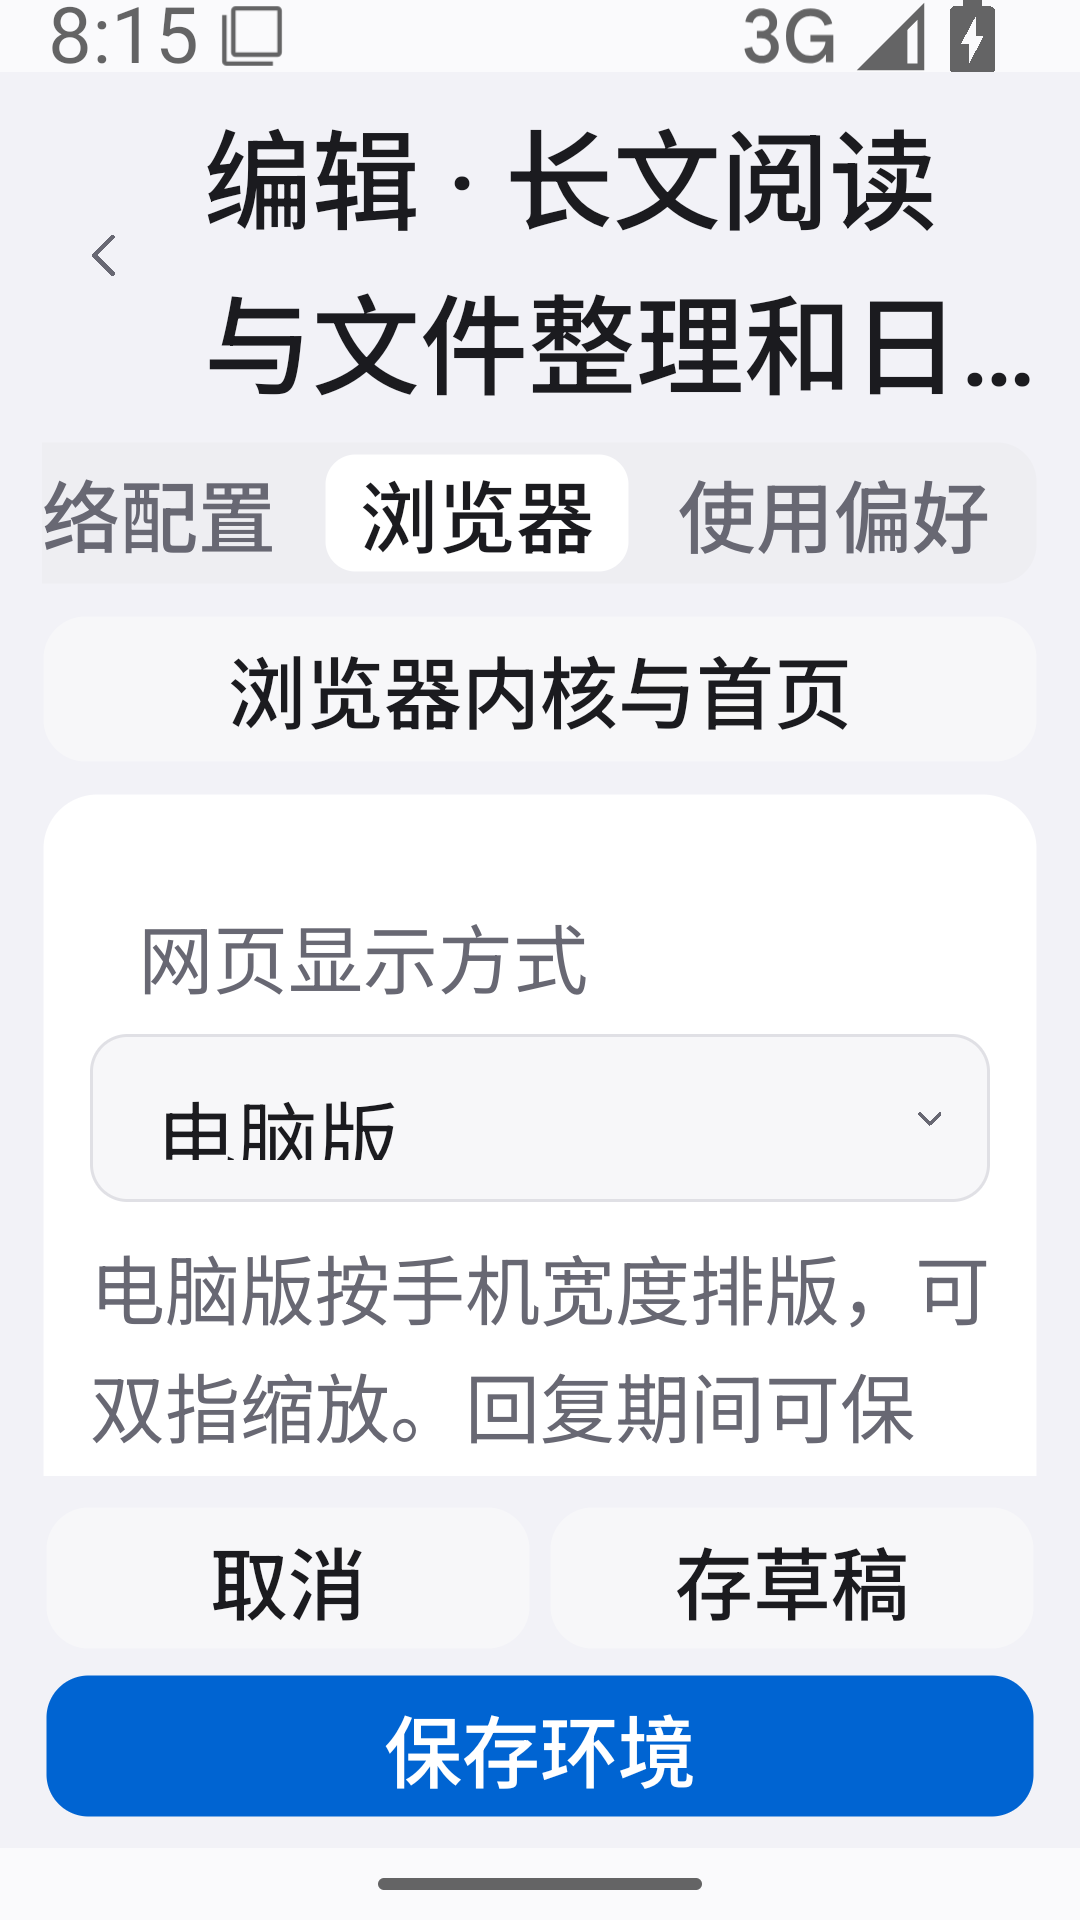 8:15
3G
编辑 · 长文阅读
与文件整理和日...
络配置
浏览器
使用偏好
浏览器内核与首页
网页显示方式
电脑版
电脑版按手机宽度排版，可
双指缩放。回复期间可保
取消
存草稿
保存环境